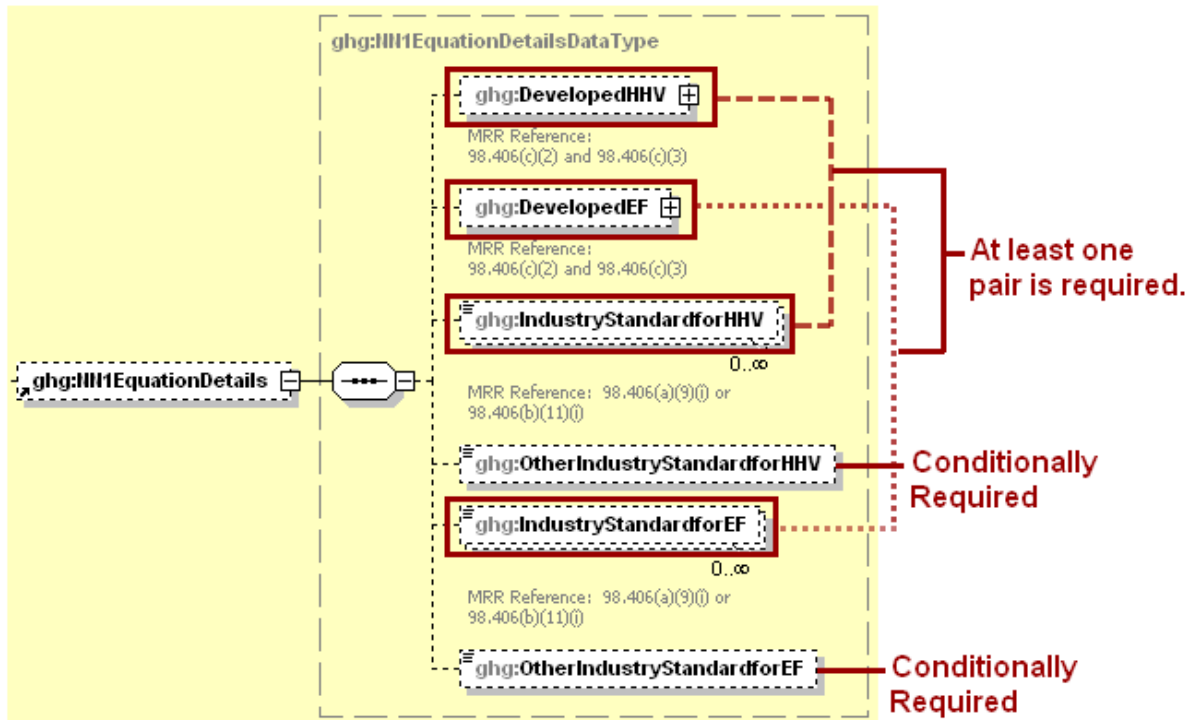 ghg:NN1EquationDetailsDataType
ghg:DevelopedHHV
MRR Reference:
98.406(c)(2) and 98.406(c)(3)
ghg:DevelopedEF
MRR Reference:
98.406(c)(2) and 98.406(c)(3)
At least one
pair is required.
ghg:IndustryStandardforHHV
0..∞
ghg:NN1EquationDetails
MRR Reference: 98.406(a)(9)(i) or
98.406(b)(11)(i)
ghg:OtherIndustryStandardforHHV
Conditionally
Required
ghg:IndustryStandardforEF
0..∞
MRR Reference: 98.406(a)(9)(i) or
98.406(b)(11)(i)
ghg:OtherIndustryStandardforEF
Conditionally
Required